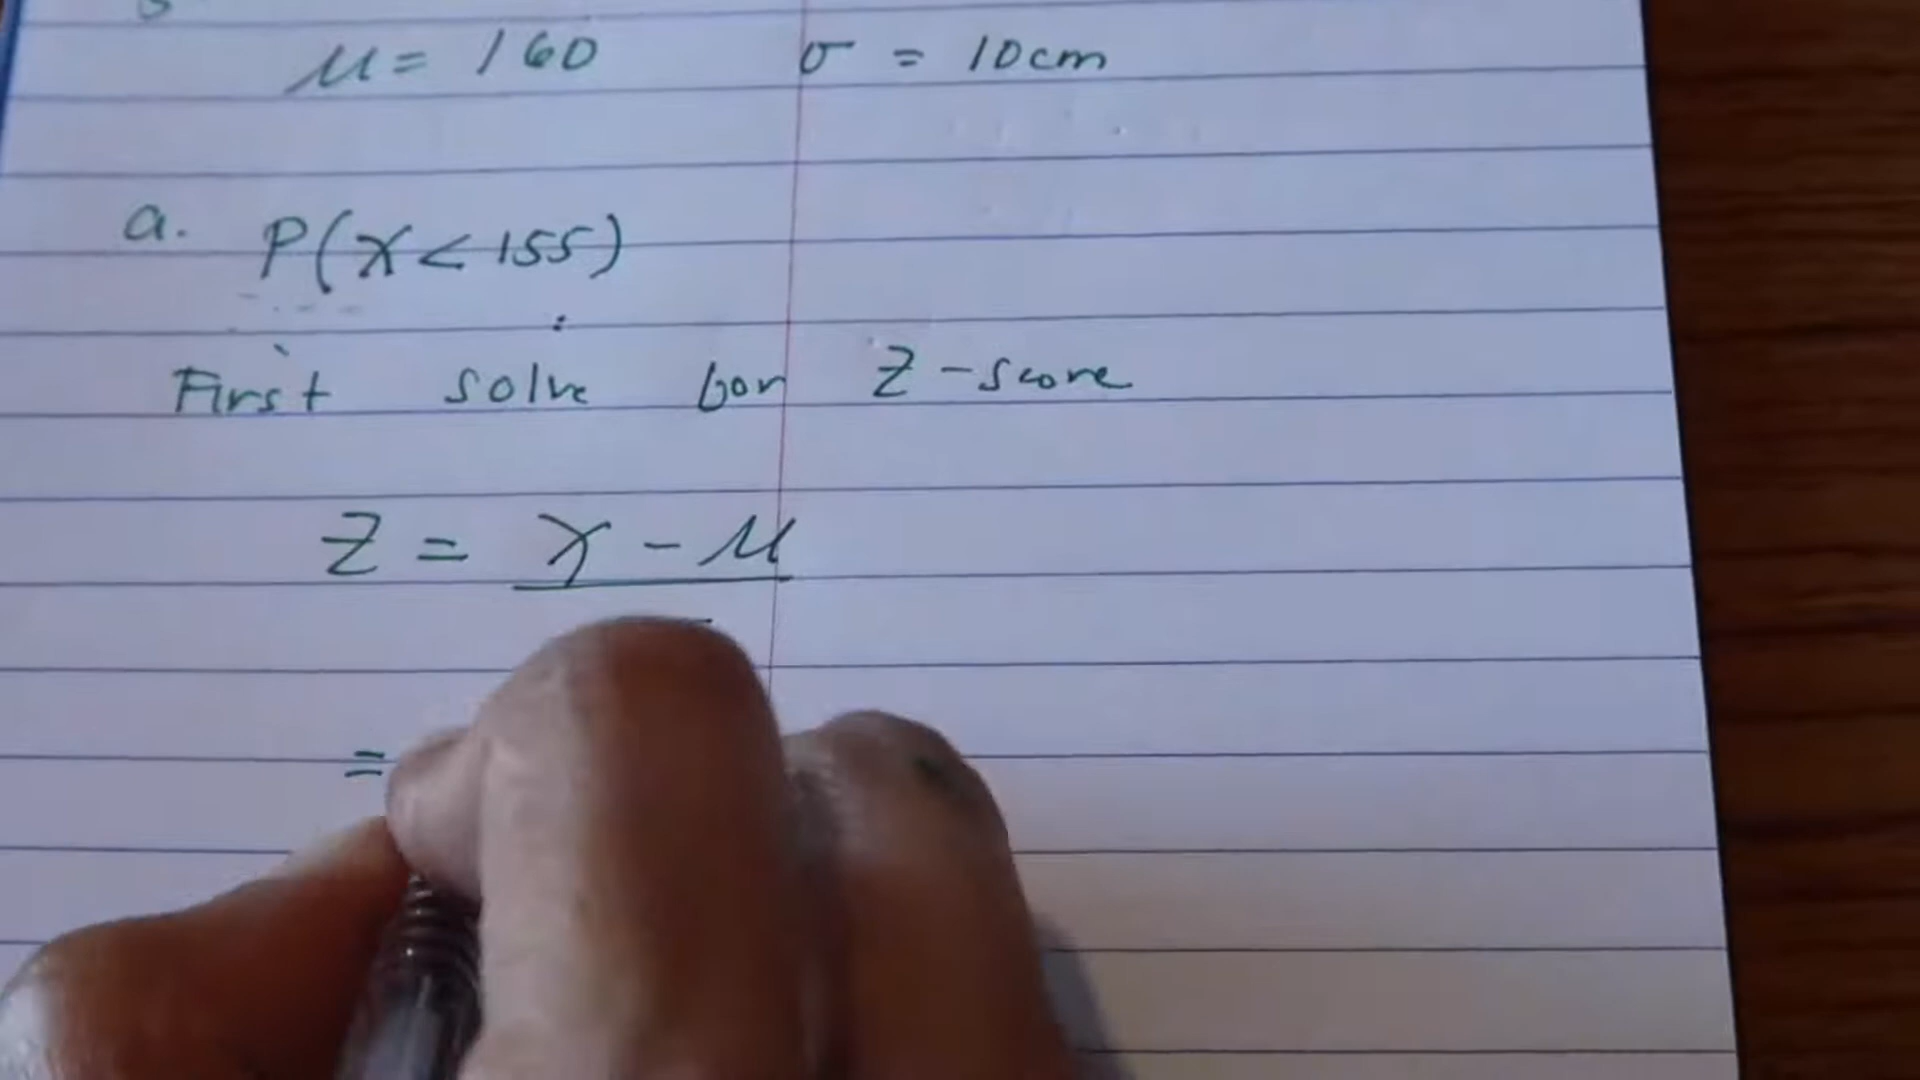 μ = 160 σ = 10cm
a. P(X < 155)
First solve for Z-score
Z = X - μ
=